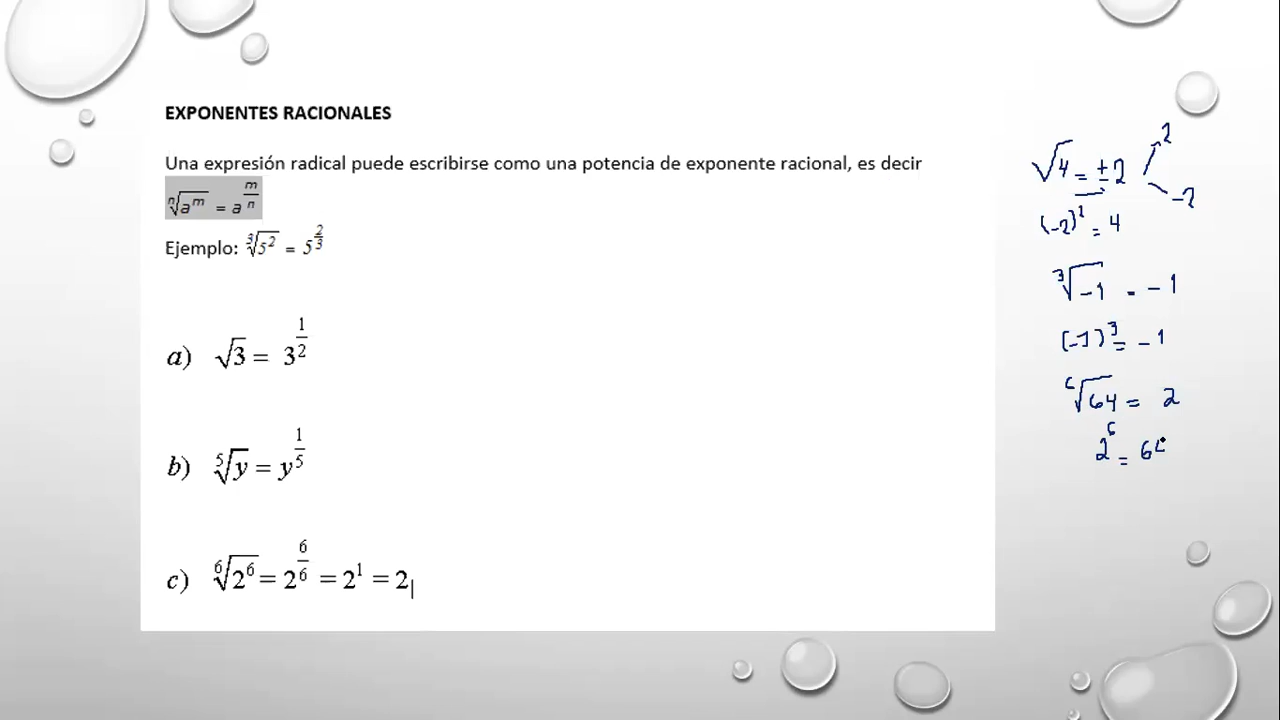 EXPONENTES RACIONALES
Una expresión radical puede escribirse como una potencia de exponente racional, es decir
ⁿ√(a^m) = a^(m/n)
Ejemplo: ³√(5²) = 5^(2/3)
a) √3 = 3^(1/2)
b) ⁵√y = y^(1/5)
c) ⁶√(2⁶) = 2^(6/6) = 2¹ = 2
√4 = ±2
2
-2
(-2)² = 4
³√-1 = -1
(-1)³ = -1
⁶√64 = 2
2⁶ = 64